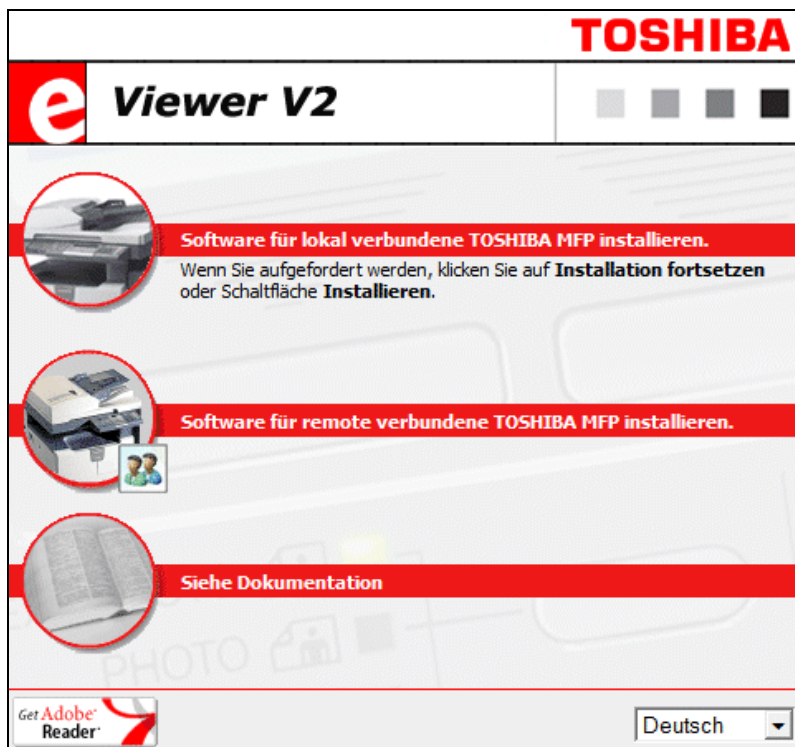 TOSHIBA
e Viewer V2
Software für lokal verbundene TOSHIBA MFP installieren.
Wenn Sie aufgefordert werden, klicken Sie auf Installation fortsetzen
oder Schaltfläche Installieren.
Software für remote verbundene TOSHIBA MFP installieren.
Siehe Dokumentation
PHOTO
Get Adobe®
Reader®
Deutsch